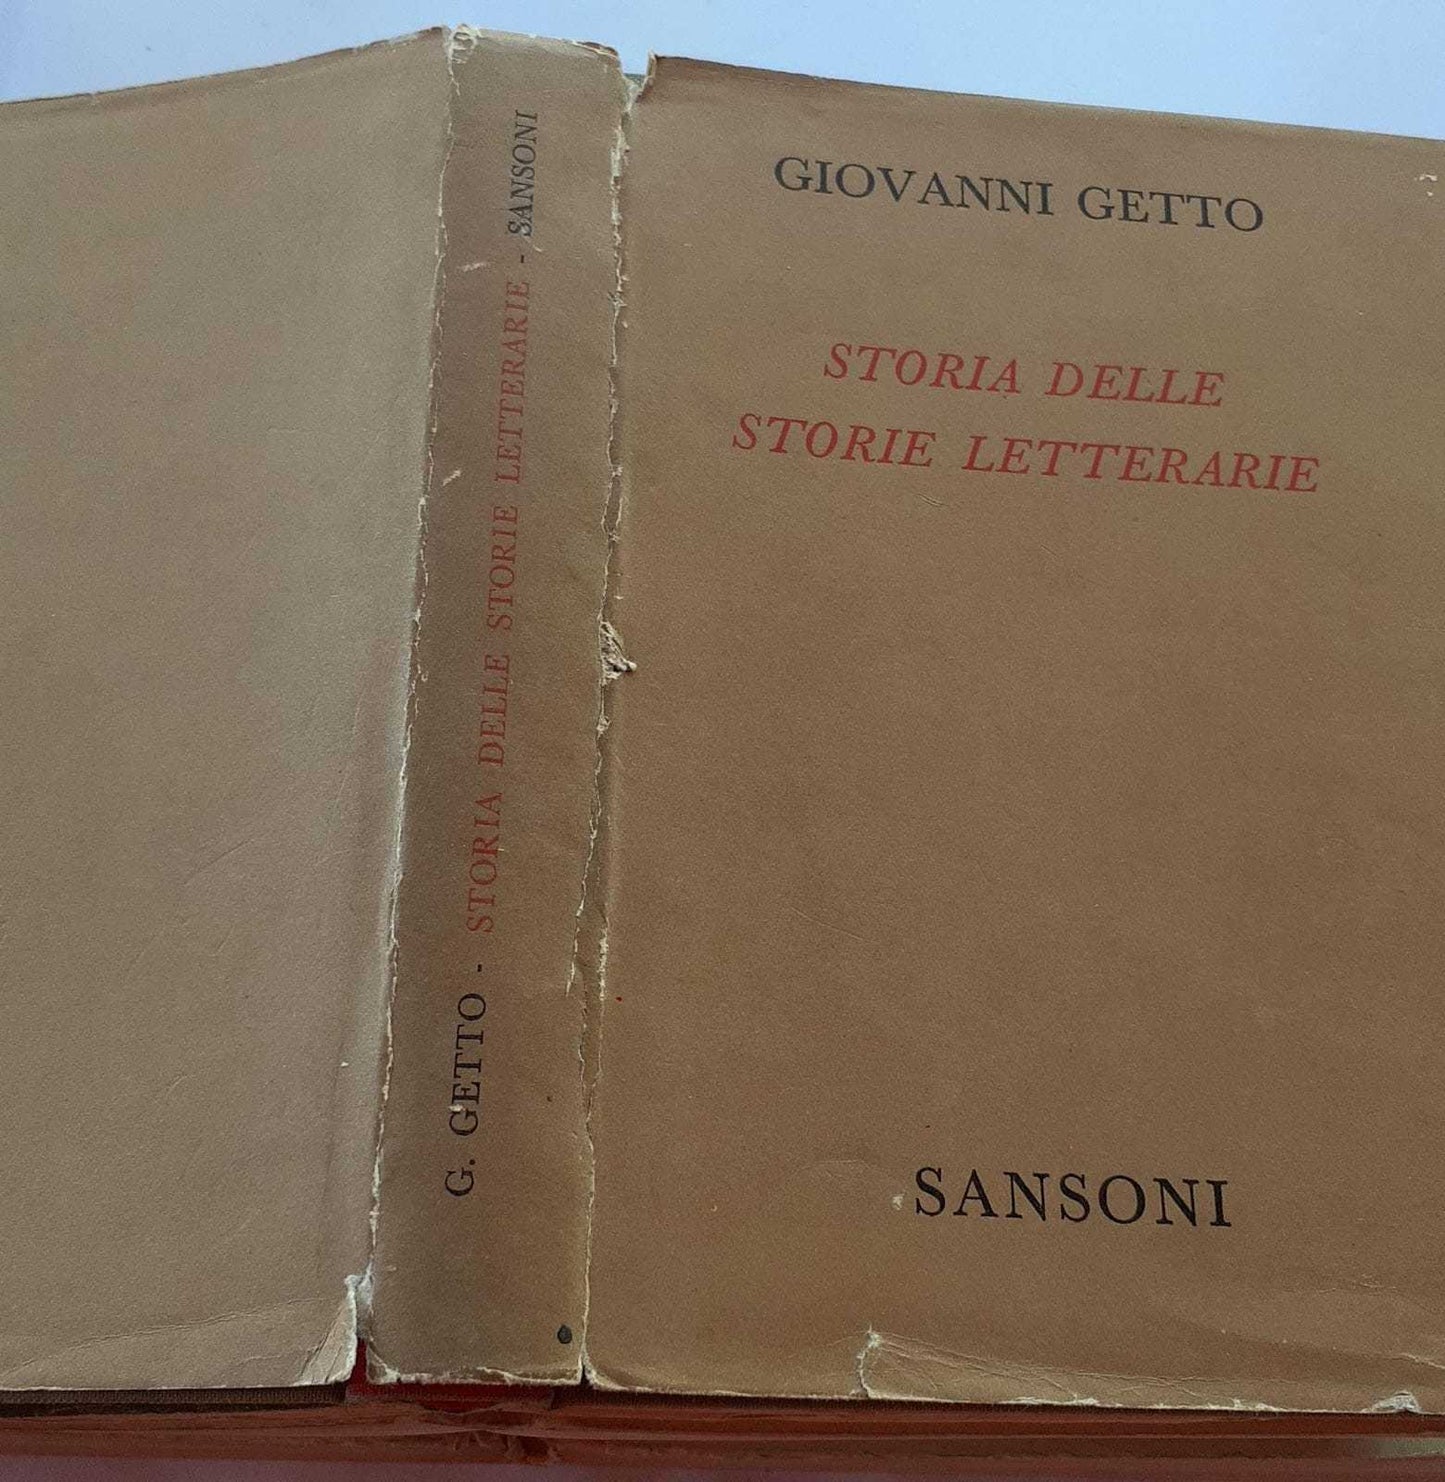 GIOVANNI GETTO
STORIA DELLE
STORIE LETTERARIE
SANSONI
G. GETTO - STORIA DELLE STORIE LETTERARIE - SANSONI